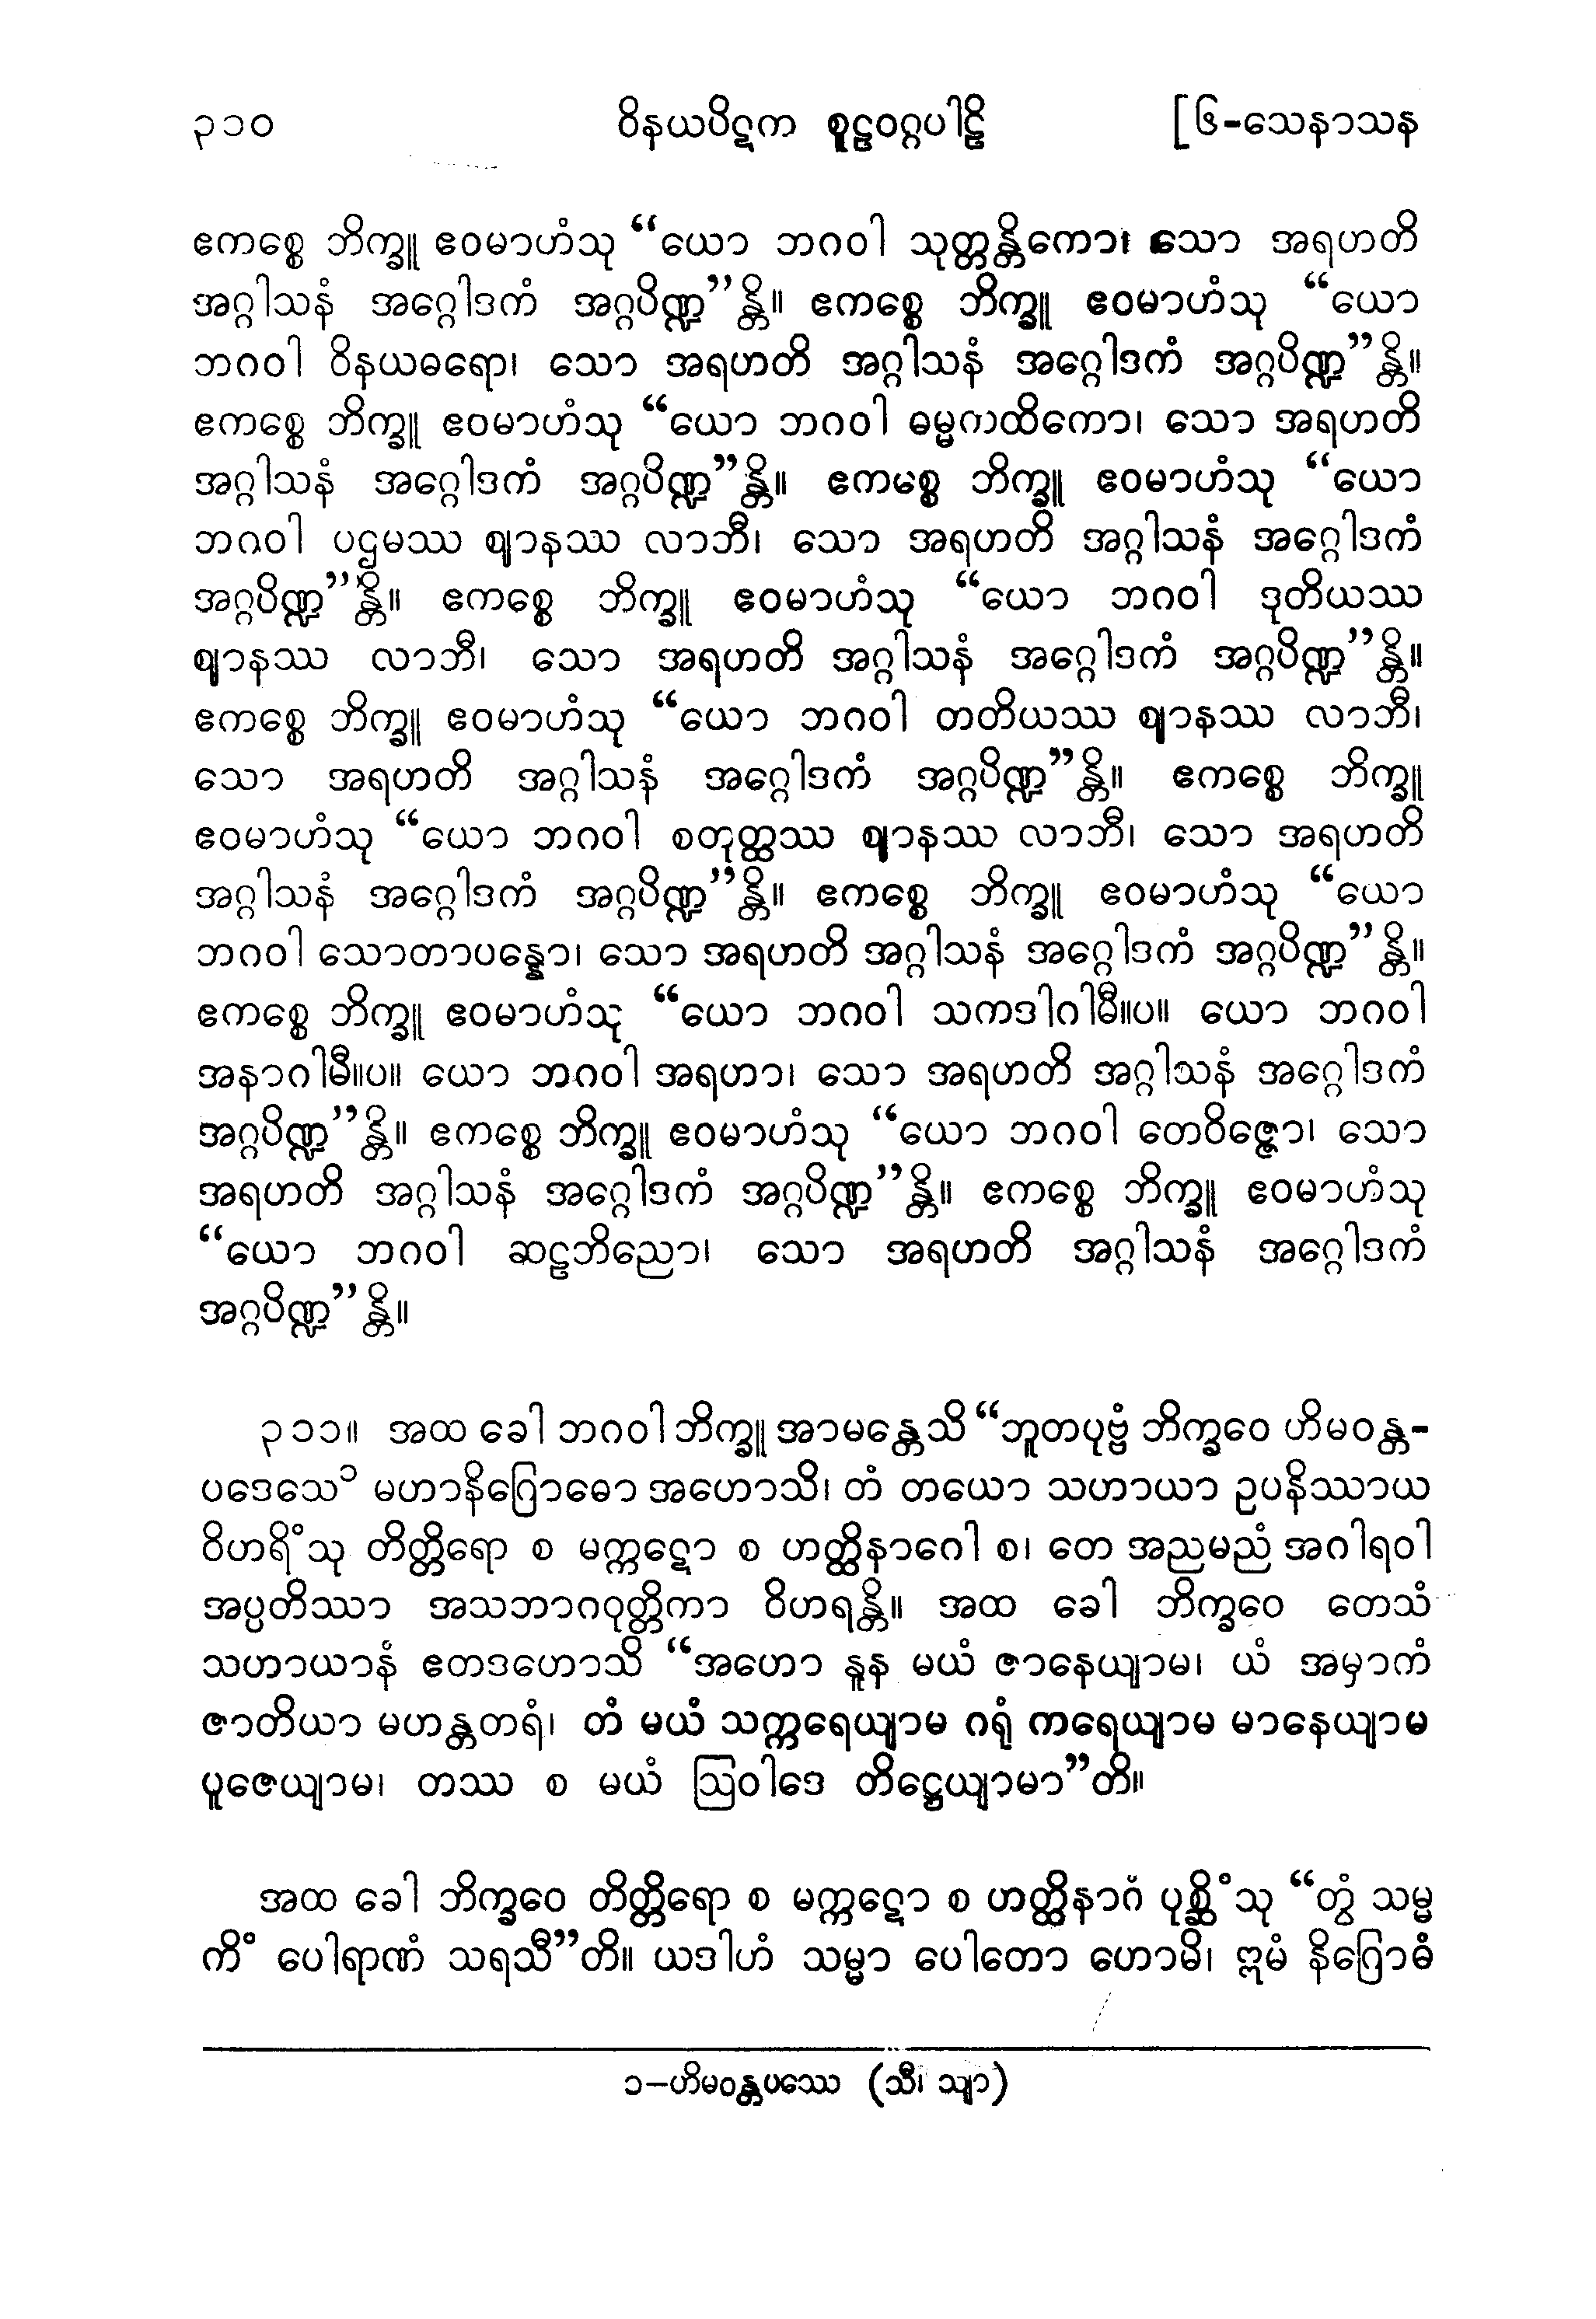 ၃၁၀ ဝိနယပိဋက စူဠဝဂ္ဂပါဠိ [၆-သေနာသန
ဧကစ္စေ ဘိက္ခူ ဧဝမာဟံသု “ယော ဘဂဝါ သုတ္တန္တိကော၊ သော အရဟတိ
အဂ္ဂါသနံ အဂ္ဂေါဒကံ အဂ္ဂပိဏ္ဍ”န္တိ။ ဧကစ္စေ ဘိက္ခူ ဧဝမာဟံသု “ယော
ဘဂဝါ ဝိနယဓရော၊ သော အရဟတိ အဂ္ဂါသနံ အဂ္ဂေါဒကံ အဂ္ဂပိဏ္ဍ”န္တိ။
ဧကစ္စေ ဘိက္ခူ ဧဝမာဟံသု “ယော ဘဂဝါ ဓမ္မကထိကော၊ သော အရဟတိ
အဂ္ဂါသနံ အဂ္ဂေါဒကံ အဂ္ဂပိဏ္ဍ”န္တိ။ ဧကစ္စေ ဘိက္ခူ ဧဝမာဟံသု “ယော
ဘဂဝါ ပဌမဿ ဈာနဿ လာဘီ၊ သော အရဟတိ အဂ္ဂါသနံ အဂ္ဂေါဒကံ
အဂ္ဂပိဏ္ဍ”န္တိ။ ဧကစ္စေ ဘိက္ခူ ဧဝမာဟံသု “ယော ဘဂဝါ ဒုတိယဿ
ဈာနဿ လာဘီ၊ သော အရဟတိ အဂ္ဂါသနံ အဂ္ဂေါဒကံ အဂ္ဂပိဏ္ဍ”န္တိ။
ဧကစ္စေ ဘိက္ခူ ဧဝမာဟံသု “ယော ဘဂဝါ တတိယဿ ဈာနဿ လာဘီ၊
သော အရဟတိ အဂ္ဂါသနံ အဂ္ဂေါဒကံ အဂ္ဂပိဏ္ဍ”န္တိ။ ဧကစ္စေ ဘိက္ခူ
ဧဝမာဟံသု “ယော ဘဂဝါ စတုတ္ထဿ ဈာနဿ လာဘီ၊ သော အရဟတိ
အဂ္ဂါသနံ အဂ္ဂေါဒကံ အဂ္ဂပိဏ္ဍ”န္တိ။ ဧကစ္စေ ဘိက္ခူ ဧဝမာဟံသု “ယော
ဘဂဝါ သောတာပန္နော၊ သော အရဟတိ အဂ္ဂါသနံ အဂ္ဂေါဒကံ အဂ္ဂပိဏ္ဍ”န္တိ။
ဧကစ္စေ ဘိက္ခူ ဧဝမာဟံသု “ယော ဘဂဝါ သကဒါဂါမီ။ပ။ ယော ဘဂဝါ
အနာဂါမီ။ပ။ ယော ဘဂဝါ အရဟာ၊ သော အရဟတိ အဂ္ဂါသနံ အဂ္ဂေါဒကံ
အဂ္ဂပိဏ္ဍ”န္တိ။ ဧကစ္စေ ဘိက္ခူ ဧဝမာဟံသု “ယော ဘဂဝါ တေဝိဇ္ဇော၊ သော
အရဟတိ အဂ္ဂါသနံ အဂ္ဂေါဒကံ အဂ္ဂပိဏ္ဍ”န္တိ။ ဧကစ္စေ ဘိက္ခူ ဧဝမာဟံသု
“ယော ဘဂဝါ ဆဠဘိညော၊ သော အရဟတိ အဂ္ဂါသနံ အဂ္ဂေါဒကံ
အဂ္ဂပိဏ္ဍ”န္တိ။
၃၁၁။ အထ ခေါ ဘဂဝါ ဘိက္ခူ အာမန္တေသိ “ဘူတပုဗ္ဗံ ဘိက္ခဝေ ဟိမဝန္တ-
ပဒေသေ ၁ မဟာနိဂြောဓော အဟောသိ၊ တံ တယော သဟာယာ ဥပနိဿာယ
ဝိဟရိံသု တိတ္တိရော စ မက္ကဋော စ ဟတ္ထိနာဂေါ စ၊ တေ အညမညံ အဂါရဝါ
အပ္ပတိဿာ အသဘာဂဝုတ္တိကာ ဝိဟရန္တိ။ အထ ခေါ ဘိက္ခဝေ တေသံ
သဟာယာနံ ဧတဒဟောသိ “အဟော နူန မယံ ဇာနေယျာမ၊ ယံ အမှာကံ
ဇာတိယာ မဟန္တတရံ၊ တံ မယံ သက္ကရေယျာမ ဂရုံ ကရေယျာမ မာနေယျာမ
ပူဇေယျာမ၊ တဿ စ မယံ ဩဝါဒေ တိဋ္ဌေယျာမာ”တိ။
အထ ခေါ ဘိက္ခဝေ တိတ္တိရော စ မက္ကဋော စ ဟတ္ထိနာဂံ ပုစ္ဆိံသု “တွံ သမ္မ
ကိံ ပေါရာဏံ သရသီ”တိ။ ယဒါဟံ သမ္မာ ပေါတော ဟောမိ၊ ဣမံ နိဂြောဓံ
၁−ဟိမဝန္တပဿေ (သီ၊ သျာ)